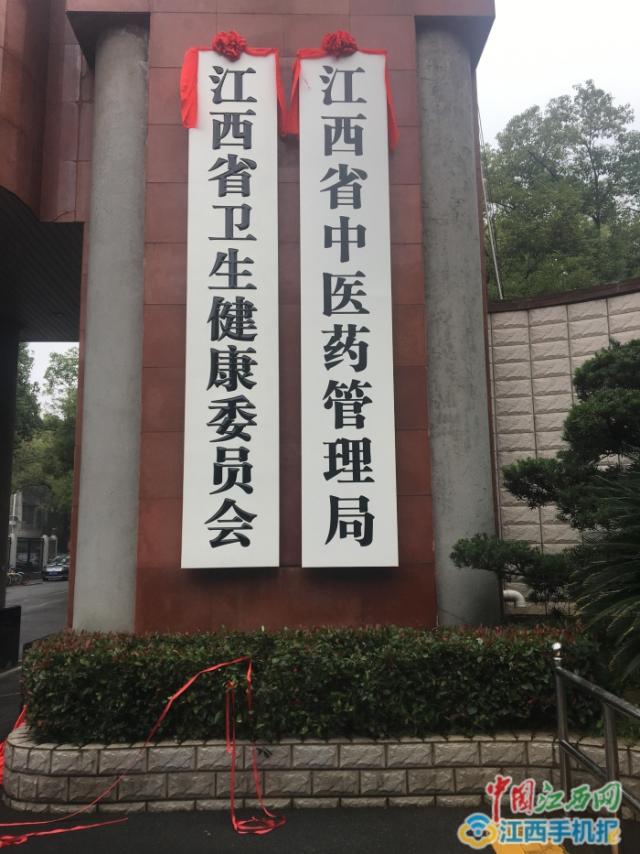 江西省卫生健康委员会
江西省中医药管理局
中国江西网
江西手机报